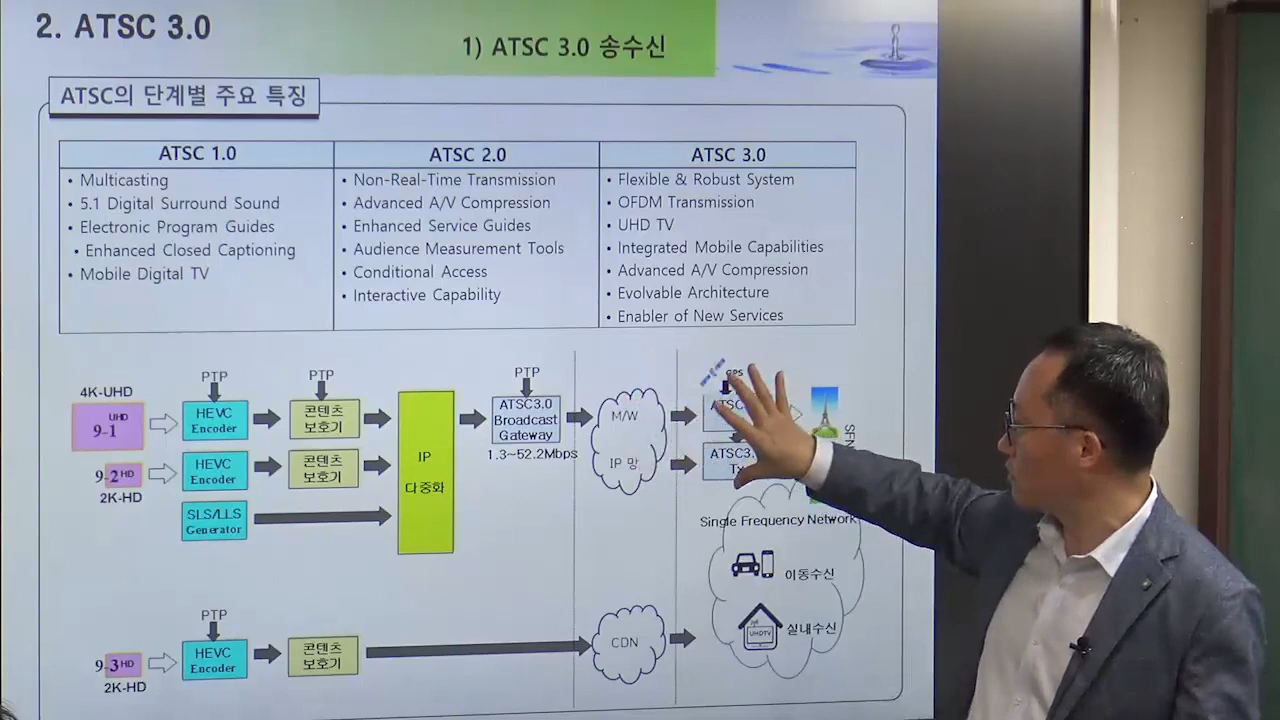 2. ATSC 3.0
1) ATSC 3.0 송수신
ATSC의 단계별 주요 특징
ATSC 1.0
• Multicasting
• 5.1 Digital Surround Sound
• Electronic Program Guides
• Enhanced Closed Captioning
• Mobile Digital TV
ATSC 2.0
• Non-Real-Time Transmission
• Advanced A/V Compression
• Enhanced Service Guides
• Audience Measurement Tools
• Conditional Access
• Interactive Capability
ATSC 3.0
• Flexible & Robust System
• OFDM Transmission
• UHD TV
• Integrated Mobile Capabilities
• Advanced A/V Compression
• Evolvable Architecture
• Enabler of New Services
4K-UHD
UHD
9-1
PTP
HEVC
Encoder
PTP
콘텐츠
보호기
9-2 HD
2K-HD
HEVC
Encoder
콘텐츠
보호기
SLS/LLS
Generator
IP
다중화
PTP
ATSC3.0
Broadcast
Gateway
1.3~52.2Mbps
M/W
IP 망
GPS
ATSC3.
Tx
SFN
Single Frequency Network
이동수신
UHDTV
실내수신
PTP
9-3 HD
2K-HD
HEVC
Encoder
콘텐츠
보호기
CDN